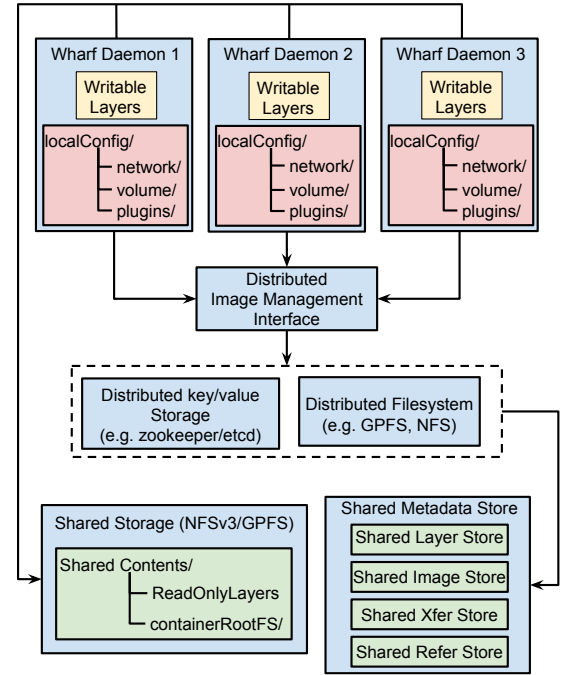 Wharf Daemon 1
Writable
Layers
localConfig/
network/
volume/
plugins/
Wharf Daemon 2
Writable
Layers
localConfig/
network/
volume/
plugins/
Wharf Daemon 3
Writable
Layers
localConfig/
network/
volume/
plugins/
Distributed
Image Management
Interface
Distributed key/value
Storage
(e.g. zookeeper/etcd)
Distributed Filesystem
(e.g. GPFS, NFS)
Shared Storage (NFSv3/GPFS)
Shared Contents/
ReadOnlyLayers
containerRootFS/
Shared Metadata Store
Shared Layer Store
Shared Image Store
Shared Xfer Store
Shared Refer Store